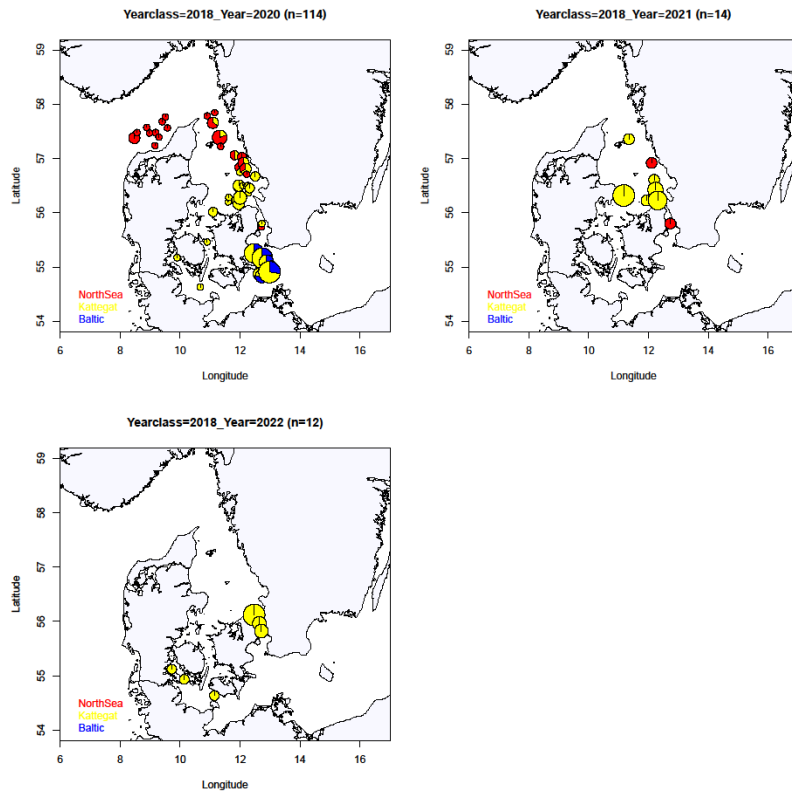 Yearclass=2018_Year=2020 (n=114)
59
58
57
56
55
54
Latitude
NorthSea
Kattegat
Baltic
6
8
10
12
14
16
Longitude
Yearclass=2018_Year=2021 (n=14)
59
58
57
56
55
54
Latitude
NorthSea
Kattegat
Baltic
6
8
10
12
14
16
Longitude
Yearclass=2018_Year=2022 (n=12)
59
58
57
56
55
54
Latitude
NorthSea
Kattegat
Baltic
6
8
10
12
14
16
Longitude